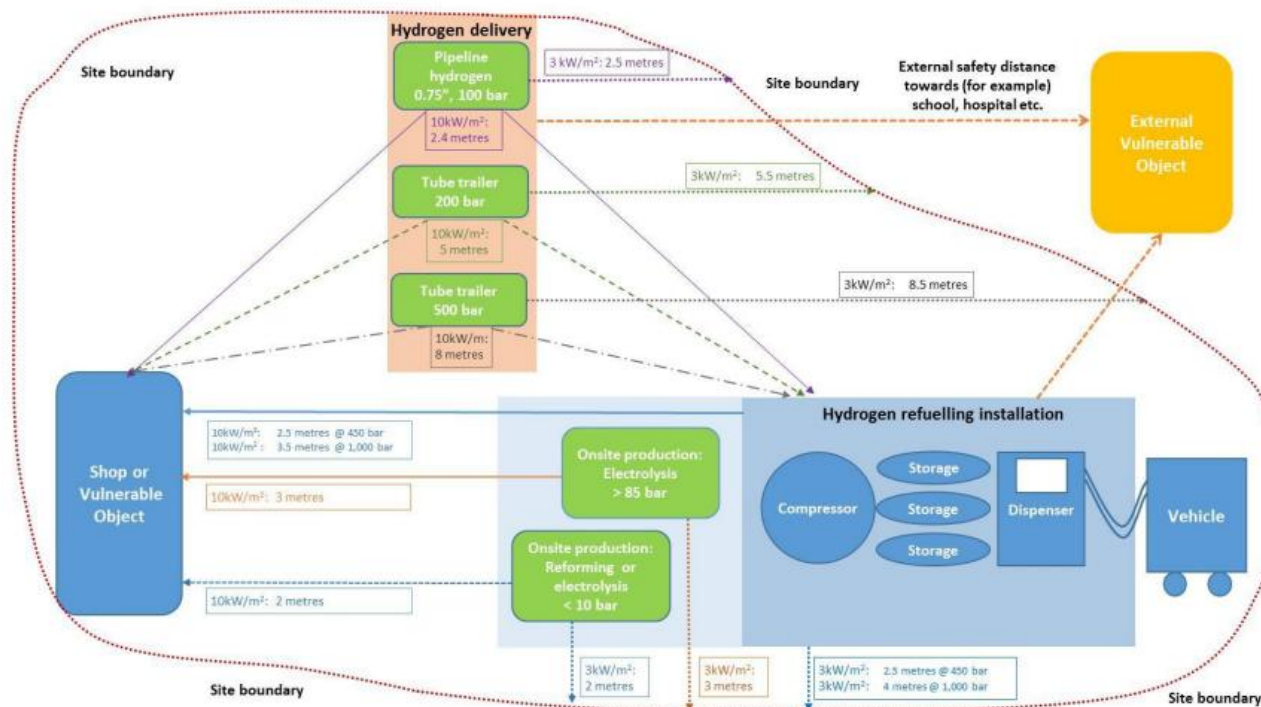 Hydrogen delivery
Site boundary
Pipeline
hydrogen
0.75", 100 bar
3 kW/m²: 2.5 metres
Site boundary
External safety distance
towards (for example)
school, hospital etc.
External
Vulnerable
Object
10kW/m²:
2.4 metres
Tube trailer
200 bar
3kW/m²: 5.5 metres
10kW/m²:
5 metres
Tube trailer
500 bar
3kW/m²: 8.5 metres
10kW/m:
8 metres
Shop or
Vulnerable
Object
10kW/m²: 2.5 metres @ 450 bar
10kW/m² : 3.5 metres @ 1,000 bar
10kW/m²: 3 metres
10kW/m²: 2 metres
Onsite production:
Electrolysis
> 85 bar
Onsite production:
Reforming or
electrolysis
< 10 bar
Hydrogen refuelling installation
Compressor
Storage
Storage
Storage
Dispenser
Vehicle
3kW/m²:
2 metres
3kW/m²:
3 metres
3kW/m²: 2.5 metres @ 450 bar
3kW/m²: 4 metres @ 1,000 bar
Site boundary
Site boundary